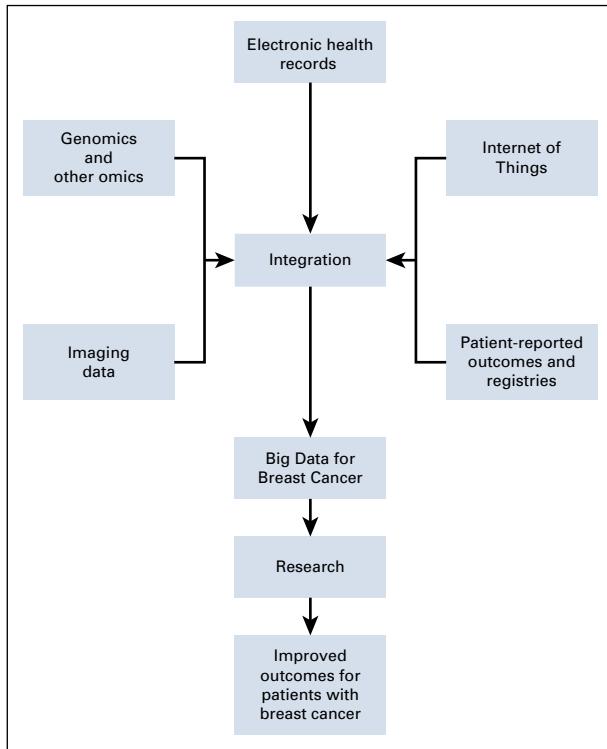 Electronic health
records
Genomics
and
other omics
Internet of
Things
Integration
Imaging
data
Patient-reported
outcomes and
registries
Big Data for
Breast Cancer
Research
Improved
outcomes for
patients with
breast cancer